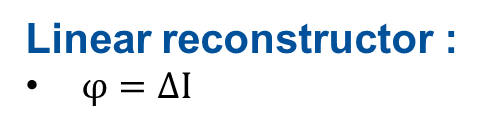 Linear reconstructor :
• φ = ΔI